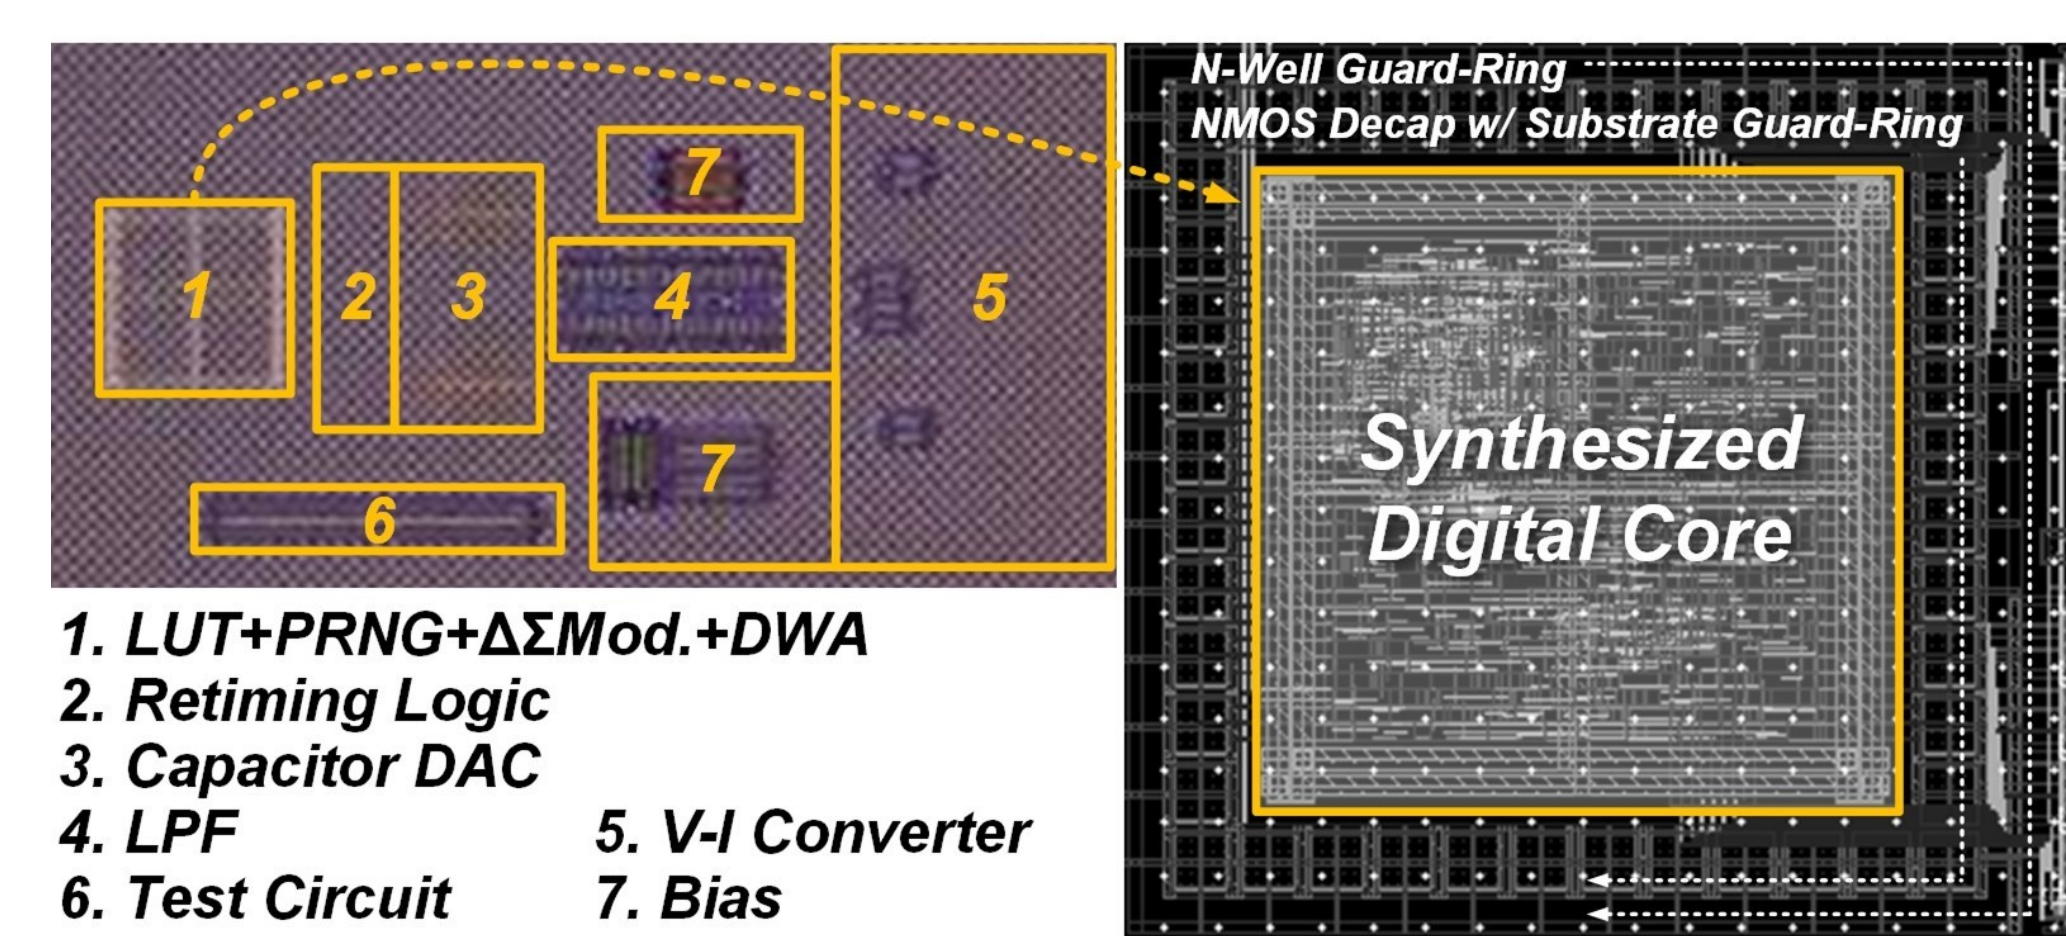 N-Well Guard-Ring
NMOS Decap w/ Substrate Guard-Ring
7
1
2
3
4
5
7
6
Synthesized
Digital Core
1. LUT+PRNG+ΔΣMod.+DWA
2. Retiming Logic
3. Capacitor DAC
4. LPF
5. V-I Converter
6. Test Circuit
7. Bias